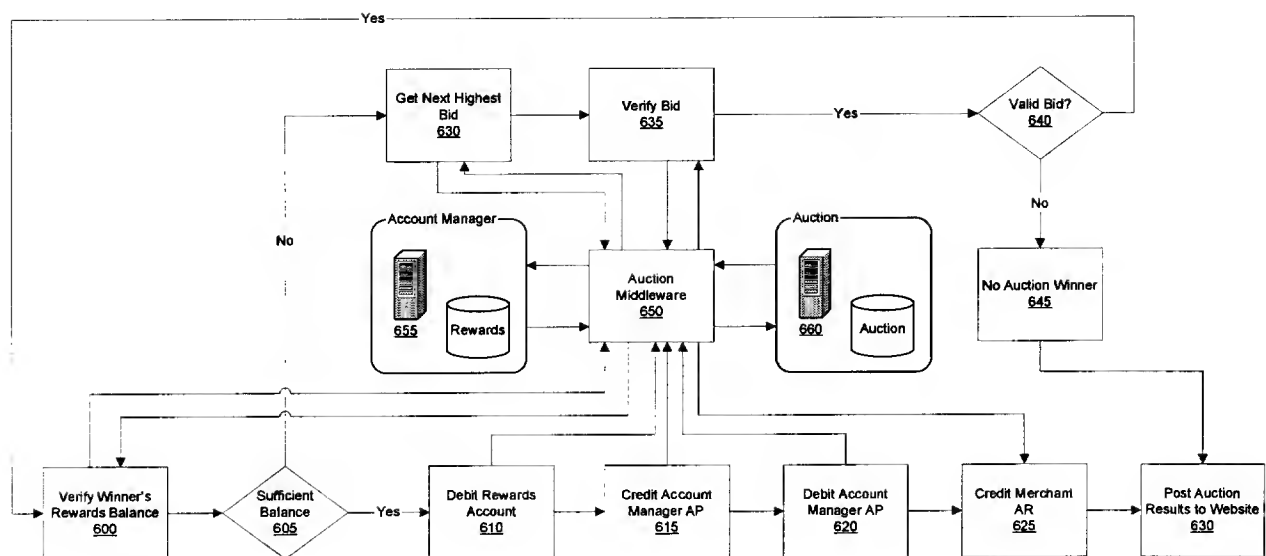 Yes
Get Next Highest
Bid
630
Verify Bid
635
Yes
Valid Bid?
640
No
No
Account Manager
655
Rewards
Auction
Middleware
650
Auction
660
Auction
No Auction Winner
645
Verify Winner's
Rewards Balance
600
Sufficient
Balance
605
Yes
Debit Rewards
Account
610
Credit Account
Manager AP
615
Debit Account
Manager AP
620
Credit Merchant
AR
625
Post Auction
Results to Website
630